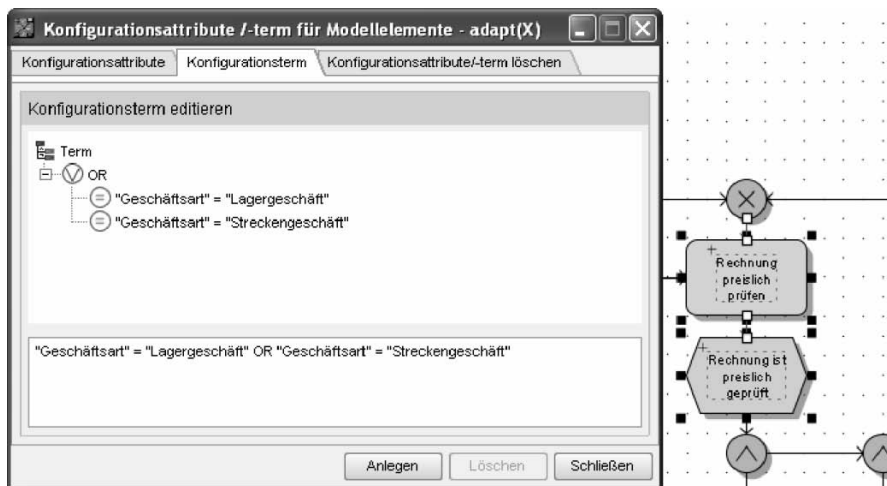 Konfigurationsattribute /-term für Modellelemente - adapt(X)
Konfigurationsattribute
Konfigurationsterm
Konfigurationsattribute/-term löschen
Konfigurationsterm editieren
Term
OR
"Geschäftsart" = "Lagergeschäft"
"Geschäftsart" = "Streckengeschäft"
"Geschäftsart" = "Lagergeschäft" OR "Geschäftsart" = "Streckengeschäft"
Anlegen
Löschen
Schließen
Rechnung
preislich
prüfen
Rechnung ist
preislich
geprüft